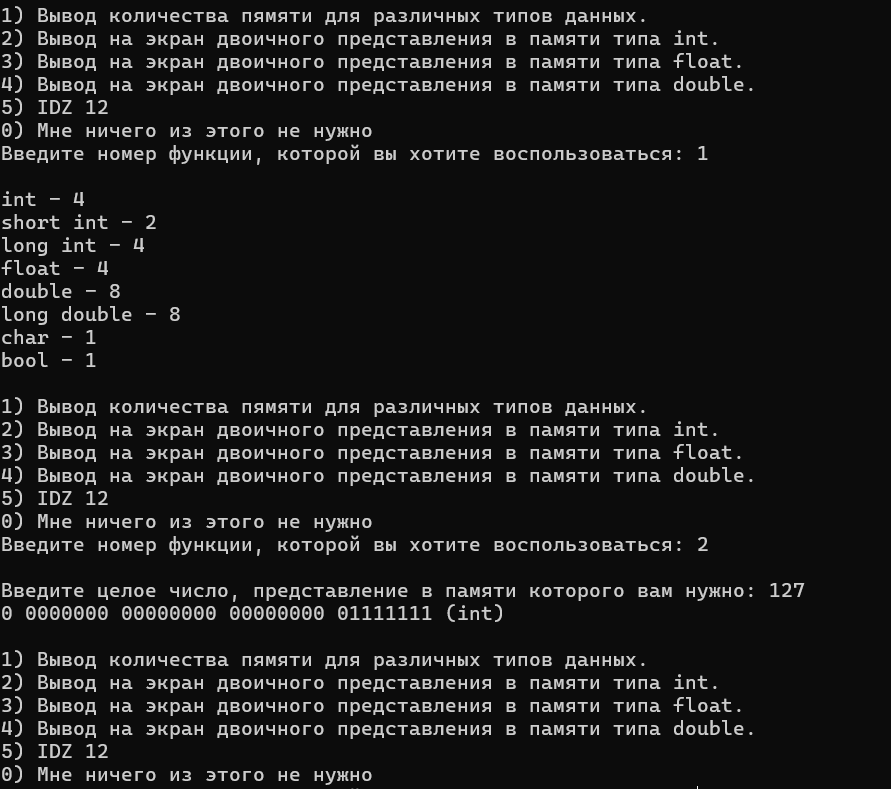 1) Вывод количества пямяти для различных типов данных.
2) Вывод на экран двоичного представления в памяти типа int.
3) Вывод на экран двоичного представления в памяти типа float.
4) Вывод на экран двоичного представления в памяти типа double.
5) IDZ 12
0) Мне ничего из этого не нужно
Введите номер функции, которой вы хотите воспользоваться: 1
int - 4
short int - 2
long int - 4
float - 4
double - 8
long double - 8
char - 1
bool - 1
1) Вывод количества пямяти для различных типов данных.
2) Вывод на экран двоичного представления в памяти типа int.
3) Вывод на экран двоичного представления в памяти типа float.
4) Вывод на экран двоичного представления в памяти типа double.
5) IDZ 12
0) Мне ничего из этого не нужно
Введите номер функции, которой вы хотите воспользоваться: 2
Введите целое число, представление в памяти которого вам нужно: 127
0 0000000 00000000 00000000 01111111 (int)
1) Вывод количества пямяти для различных типов данных.
2) Вывод на экран двоичного представления в памяти типа int.
3) Вывод на экран двоичного представления в памяти типа float.
4) Вывод на экран двоичного представления в памяти типа double.
5) IDZ 12
0) Мне ничего из этого не нужно